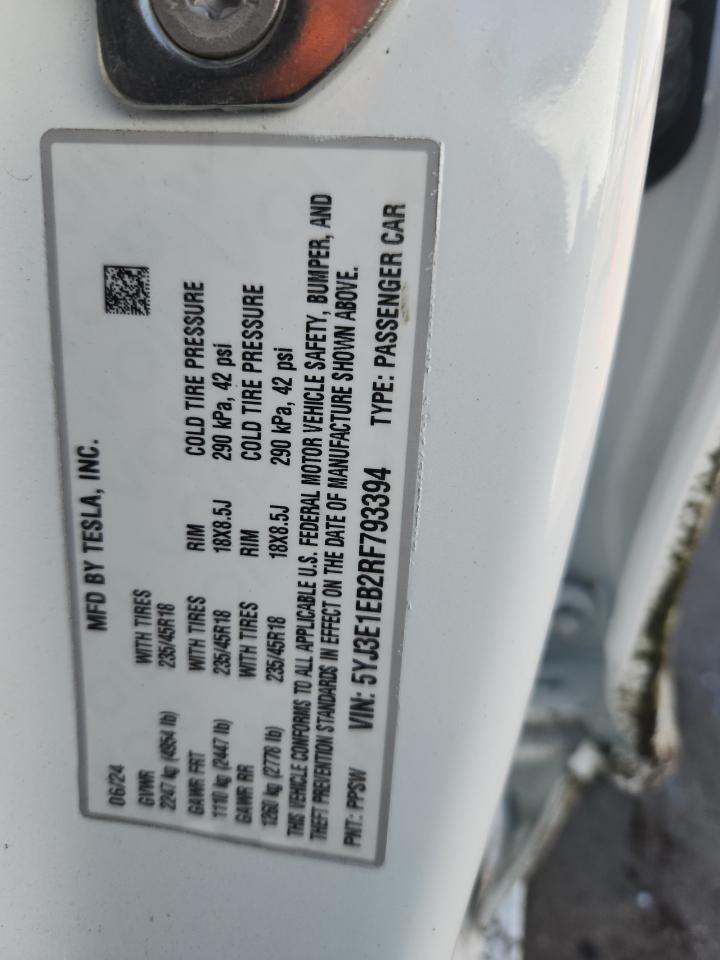 MFD BY TESLA, INC.
06/24
GVWR WITH TIRES
2247 kg (4954 lb) 235/45R18
GAWR FRT WITH TIRES RIM COLD TIRE PRESSURE
1110 kg (2447 lb) 235/45R18 18X8.5J 290 kPa, 42 psi
GAWR RR WITH TIRES RIM COLD TIRE PRESSURE
1260 kg (2778 lb) 235/45R18 18X8.5J 290 kPa, 42 psi
THIS VEHICLE CONFORMS TO ALL APPLICABLE U.S. FEDERAL MOTOR VEHICLE SAFETY, BUMPER, AND
THEFT PREVENTION STANDARDS IN EFFECT ON THE DATE OF MANUFACTURE SHOWN ABOVE.
PNT: PPSW VIN: 5YJ3E1EB2RF793394 TYPE: PASSENGER CAR